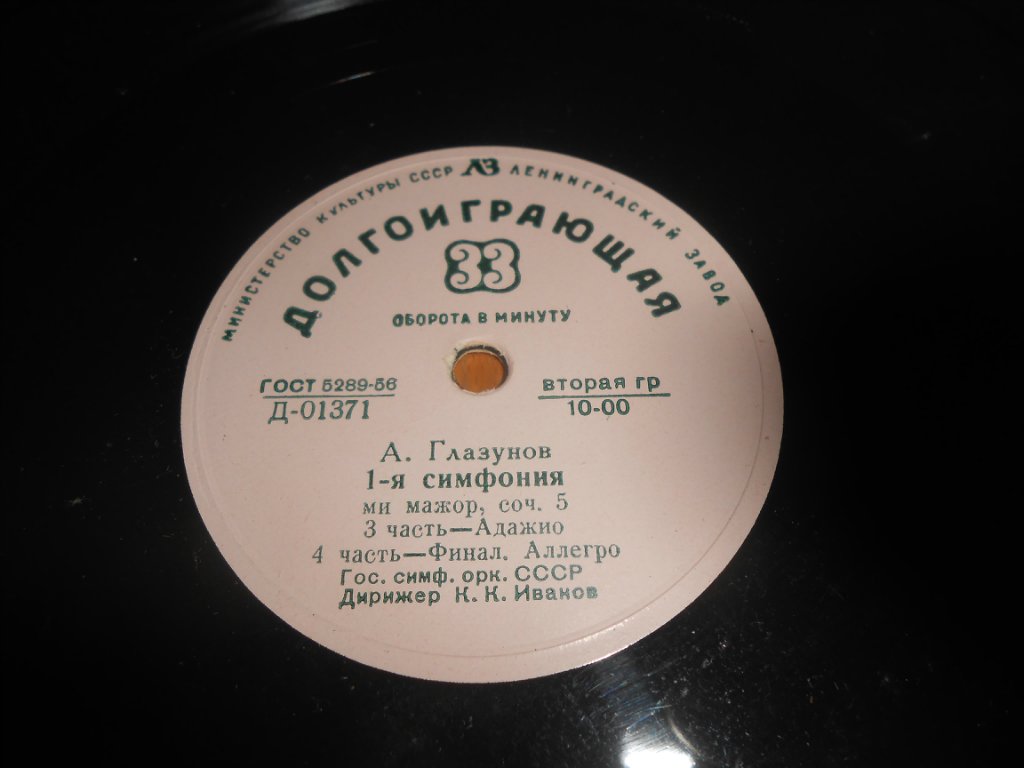 МИНИСТЕРСТВО КУЛЬТУРЫ СССР ЛЗ ЛЕНИНГРАДСКИЙ ЗАВОД
ДОЛГОИГРАЮЩАЯ
33
ОБОРОТА В МИНУТУ
ГОСТ 5289-56
Д-01371
вторая гр
10-00
А. Глазунов
1-я симфония
ми мажор, соч. 5
3 часть—Адажио
4 часть—Финал. Аллегро
Гос. симф. орк. СССР
Дирижер К. К. Иванов